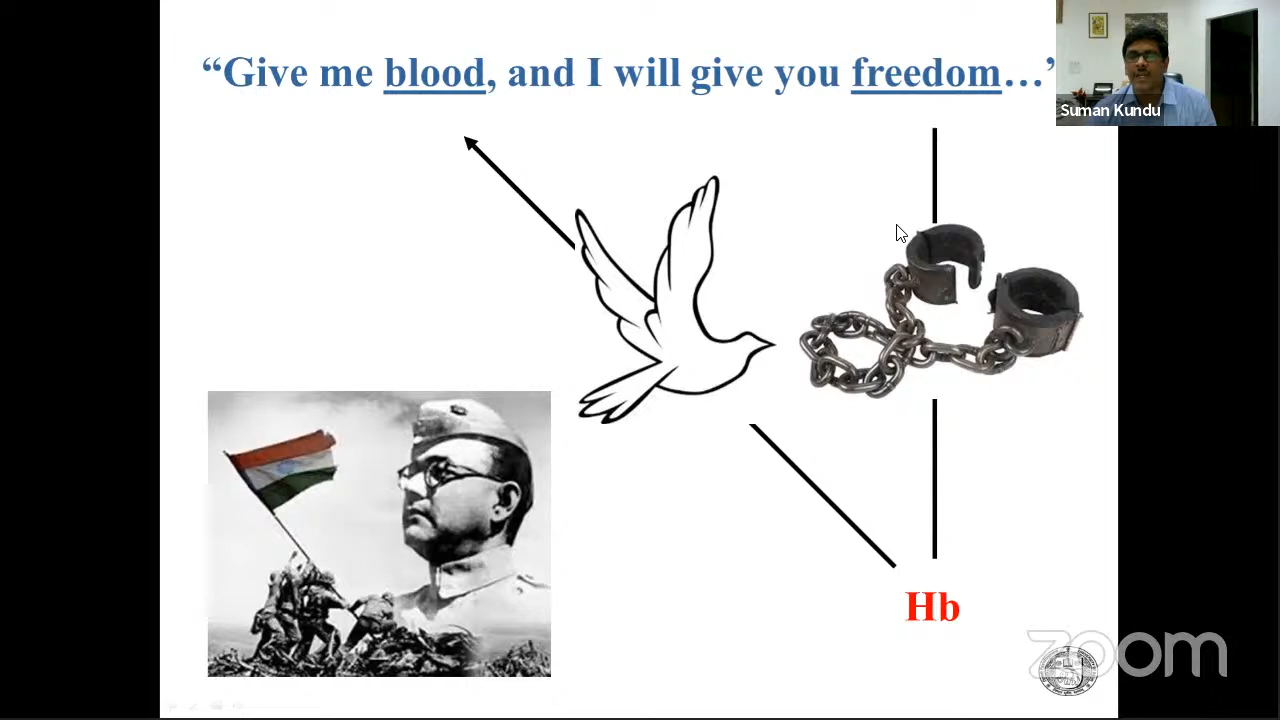 “Give me blood, and I will give you freedom…’
Suman Kundu
Hb
zoom